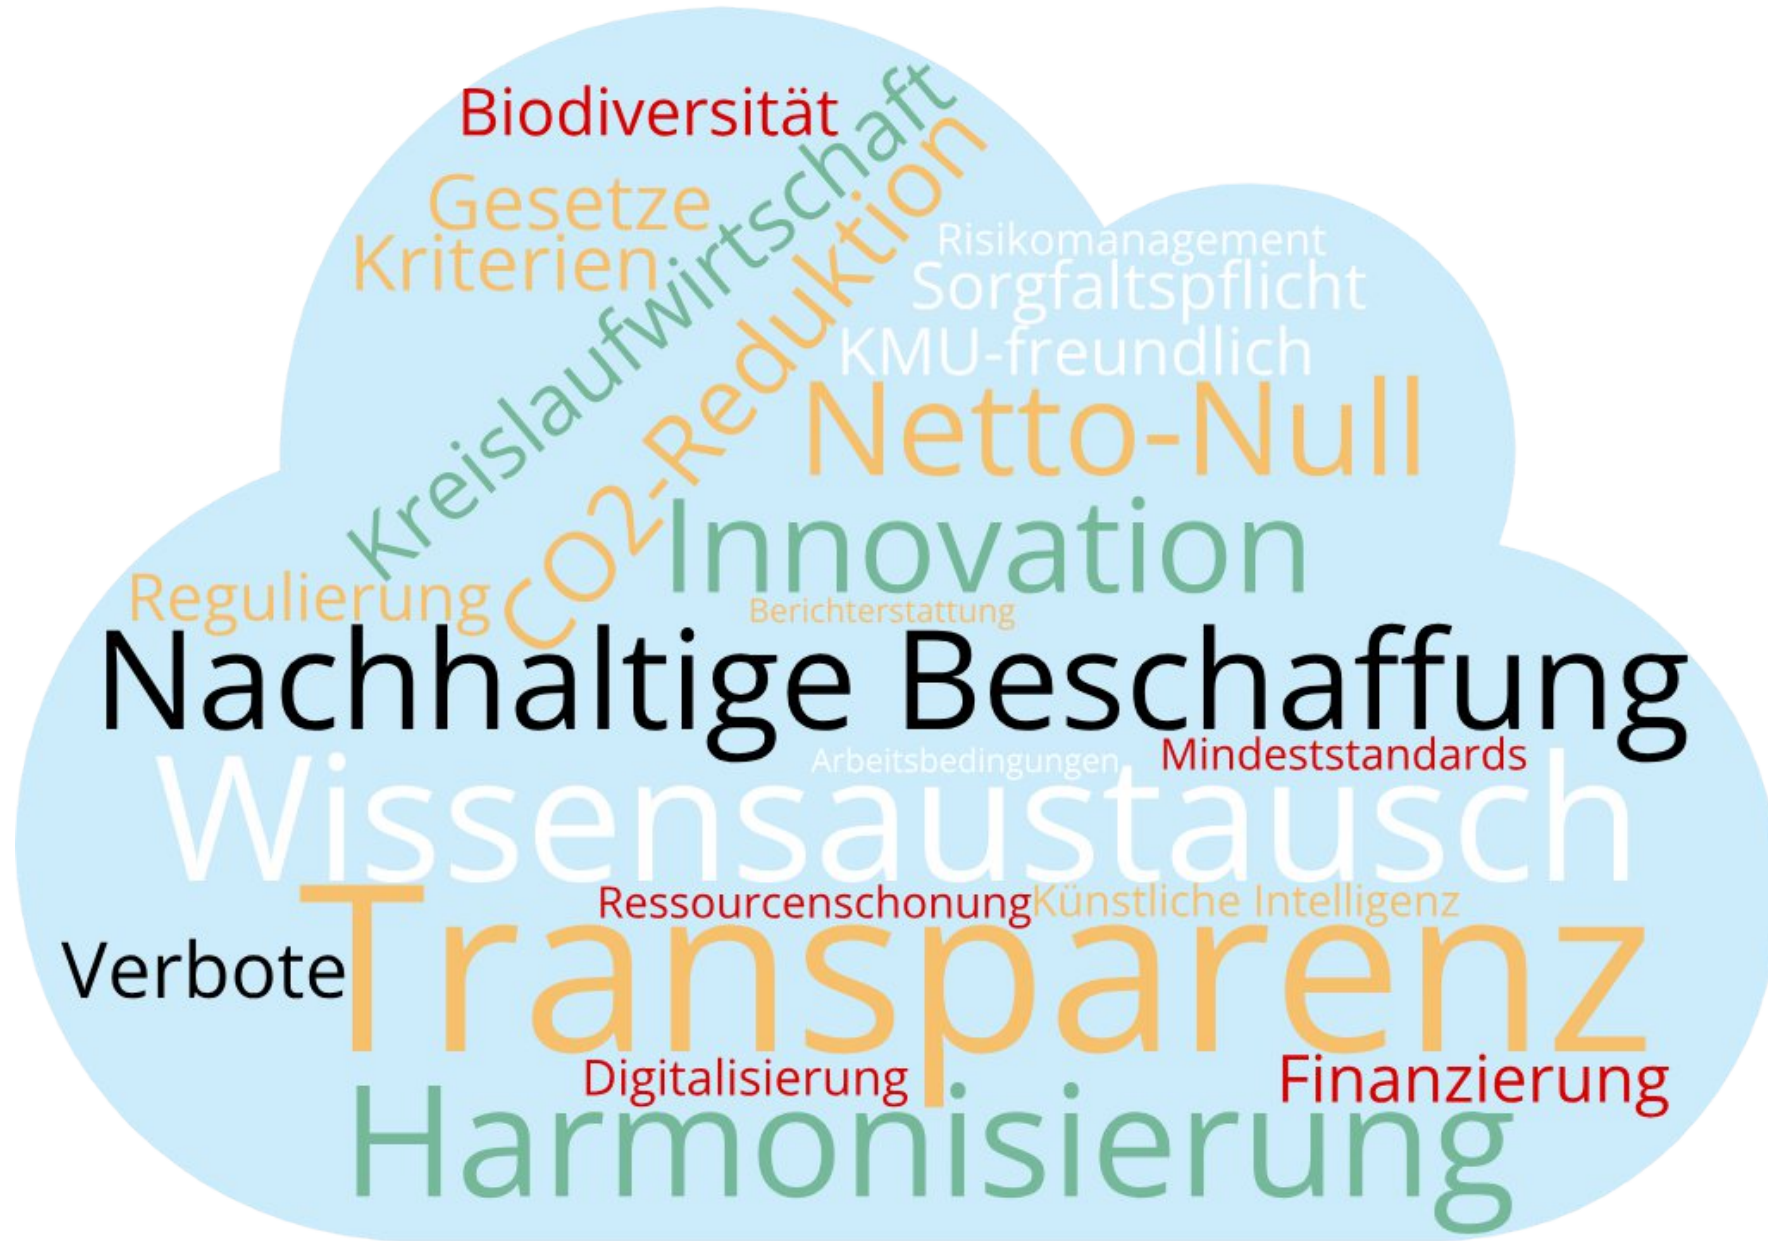 Biodiversität
Gesetze
Kriterien
Kreislaufwirtschaft
CO2-Reduktion
Risikomanagement
Sorgfaltspflicht
KMU-freundlich
Netto-Null
Innovation
Regulierung
Berichterstattung
Nachhaltige Beschaffung
Arbeitsbedingungen
Mindeststandards
Wissensaustausch
Ressourcenschonung
Künstliche Intelligenz
Verbote
Transparenz
Digitalisierung
Finanzierung
Harmonisierung